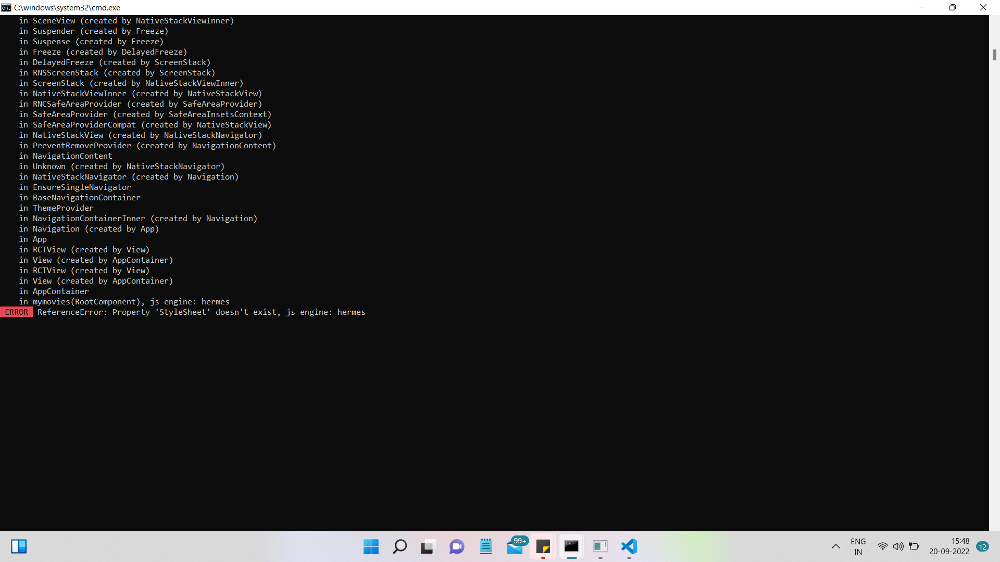 C:\windows\system32\cmd.exe
in SceneView (created by NativeStackViewInner)
in Suspender (created by Freeze)
in Suspense (created by Freeze)
in Freeze (created by DelayedFreeze)
in DelayedFreeze (created by ScreenStack)
in RNSScreenStack (created by ScreenStack)
in ScreenStack (created by NativeStackViewInner)
in NativeStackViewInner (created by NativeStackView)
in RNCSafeAreaProvider (created by SafeAreaProvider)
in SafeAreaProvider (created by SafeAreaInsetsContext)
in SafeAreaProviderCompat (created by NativeStackView)
in NativeStackView (created by NativeStackNavigator)
in PreventRemoveProvider (created by NavigationContent)
in NavigationContent
in Unknown (created by NativeStackNavigator)
in NativeStackNavigator (created by Navigation)
in EnsureSingleNavigator
in BaseNavigationContainer
in ThemeProvider
in NavigationContainerInner (created by Navigation)
in Navigation (created by App)
in App
in RCTView (created by View)
in View (created by AppContainer)
in RCTView (created by View)
in View (created by AppContainer)
in AppContainer
in mymovies(RootComponent), js engine: hermes
ERROR ReferenceError: Property 'StyleSheet' doesn't exist, js engine: hermes
99+
ENG
IN
15:48
20-09-2022
12